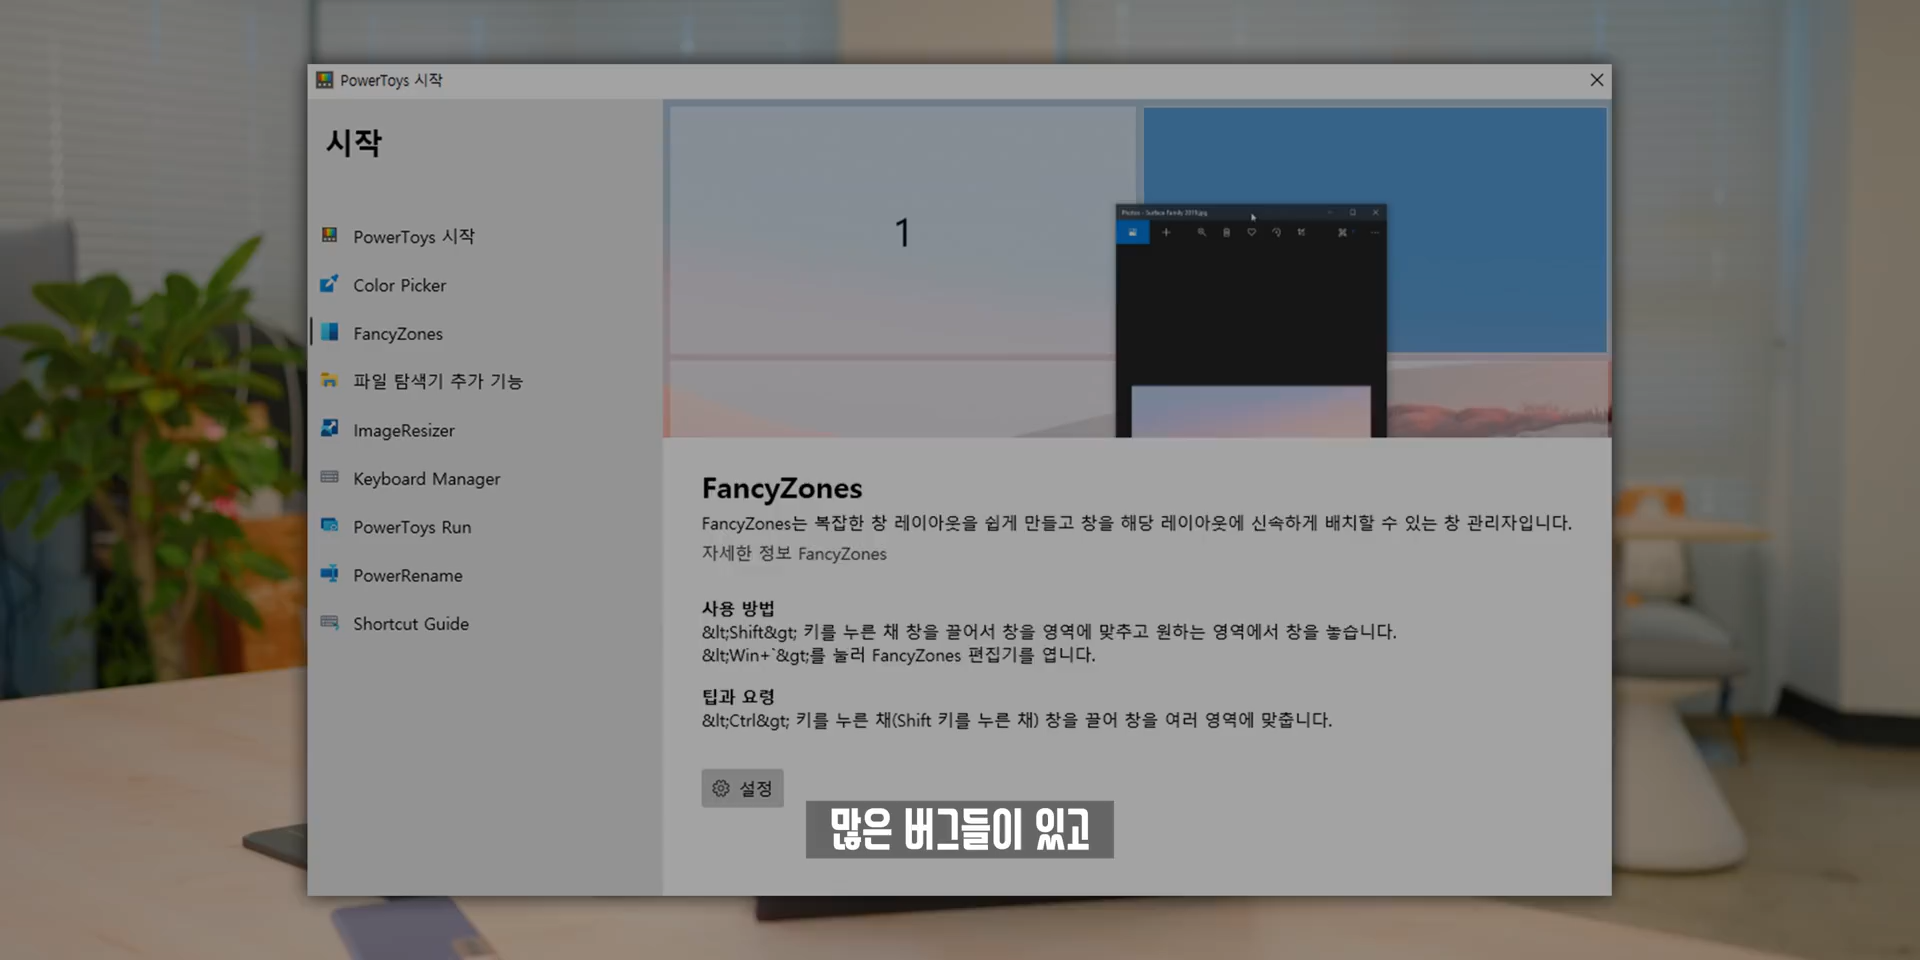 PowerToys 시작
시작
PowerToys 시작
Color Picker
FancyZones
파일 탐색기 추가 기능
ImageResizer
Keyboard Manager
PowerToys Run
PowerRename
Shortcut Guide
1
Photos - Surface Family 2019.jpg
FancyZones
FancyZones는 복잡한 창 레이아웃을 쉽게 만들고 창을 해당 레이아웃에 신속하게 배치할 수 있는 창 관리자입니다.
자세한 정보 FancyZones
사용 방법
&lt;Shift&gt; 키를 누른 채 창을 끌어서 창을 영역에 맞추고 원하는 영역에서 창을 놓습니다.
&lt;Win+`&gt;를 눌러 FancyZones 편집기를 엽니다.
팁과 요령
&lt;Ctrl&gt; 키를 누른 채(Shift 키를 누른 채) 창을 끌어 창을 여러 영역에 맞춥니다.
설정
많은 버그들이 있고